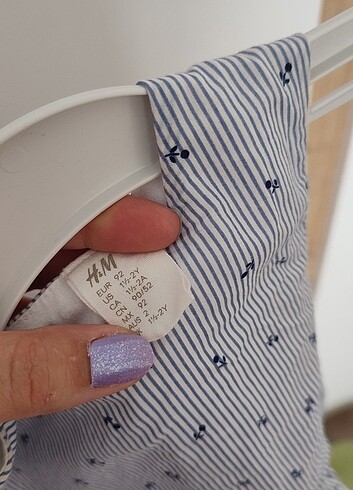 H&M
EUR 92
US 1½-2Y
CA 1½-2A
CN 90/52
MX 92
AUS 2
1½-2Y